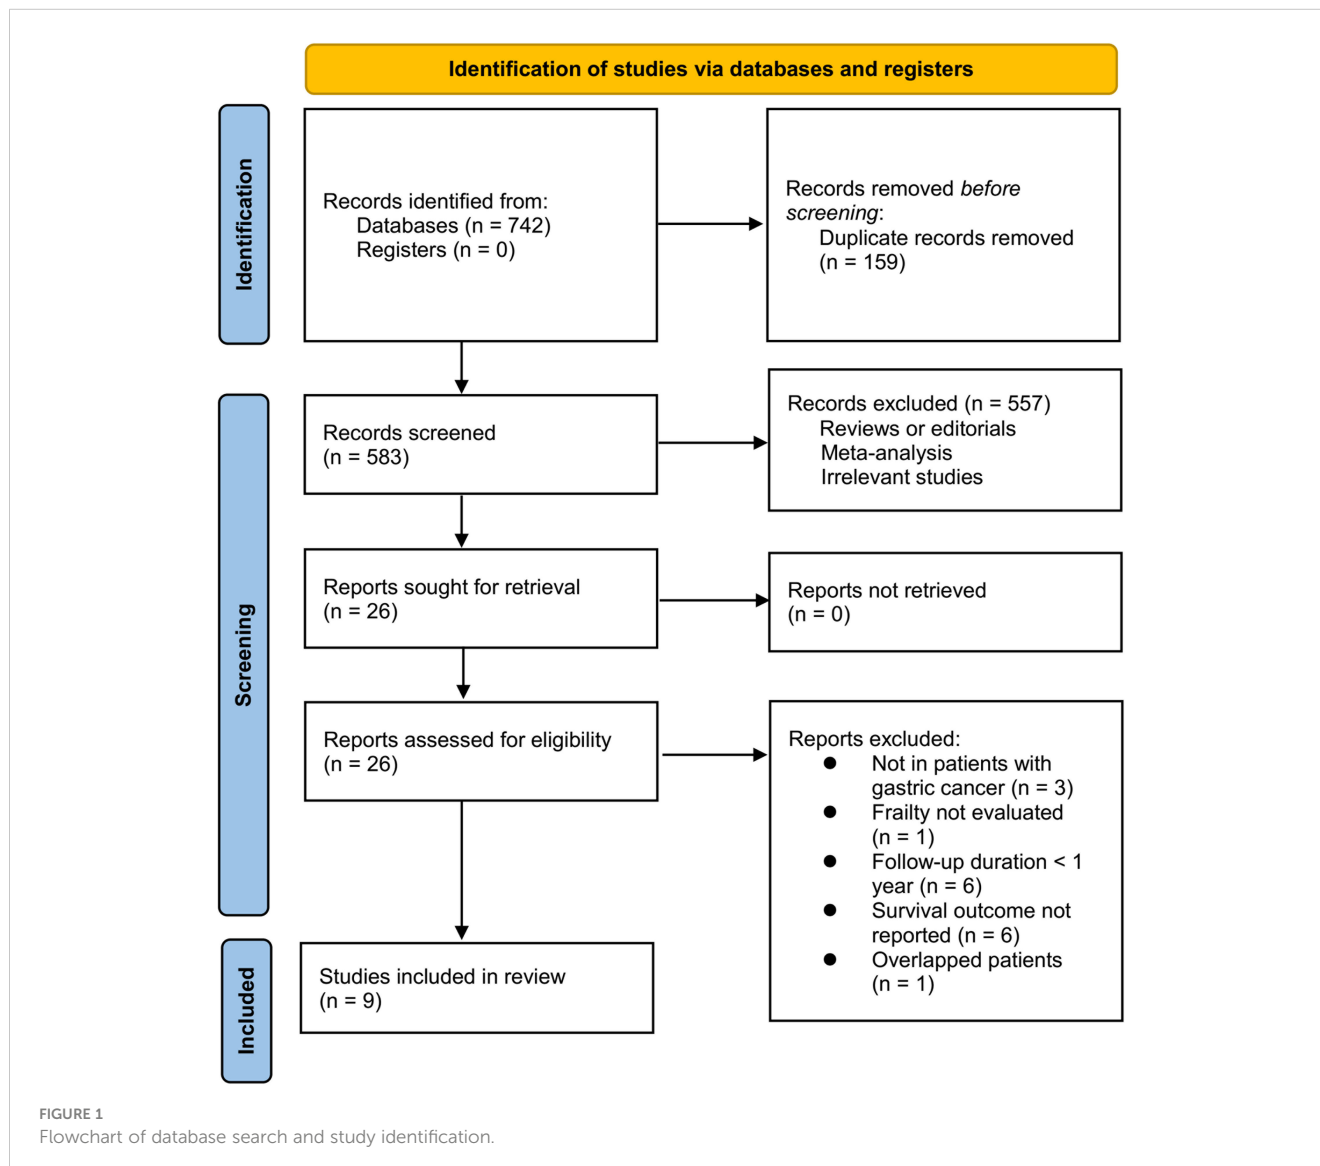 Identification of studies via databases and registers
Identification
Records identified from:
Databases (n = 742)
Registers (n = 0)
Records removed before
screening:
Duplicate records removed
(n = 159)
Screening
Records screened
(n = 583)
Records excluded (n = 557)
Reviews or editorials
Meta-analysis
Irrelevant studies
Reports sought for retrieval
(n = 26)
Reports not retrieved
(n = 0)
Reports assessed for eligibility
(n = 26)
Reports excluded:
● Not in patients with
gastric cancer (n = 3)
● Frailty not evaluated
(n = 1)
● Follow-up duration < 1
year (n = 6)
● Survival outcome not
reported (n = 6)
● Overlapped patients
(n = 1)
Included
Studies included in review
(n = 9)
FIGURE 1
Flowchart of database search and study identification.